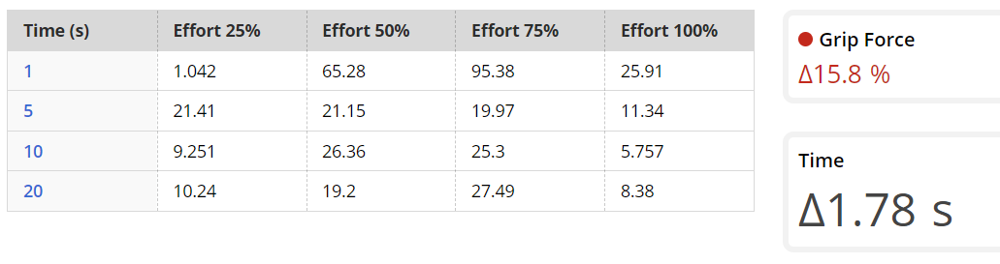 Time (s) Effort 25% Effort 50% Effort 75% Effort 100%
1 1.042 65.28 95.38 25.91
5 21.41 21.15 19.97 11.34
10 9.251 26.36 25.3 5.757
20 10.24 19.2 27.49 8.38
Grip Force
Δ15.8 %
Time
Δ1.78 s